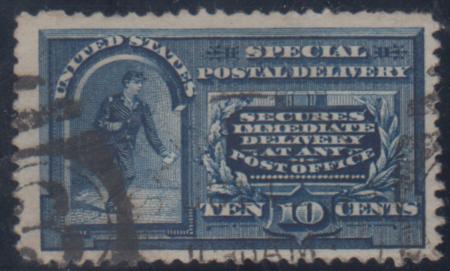 UNITED STATES
SPECIAL
POSTAL DELIVERY
SECURES
IMMEDIATE
DELIVERY
AT ANY
POST OFFICE
TEN 10 CENTS